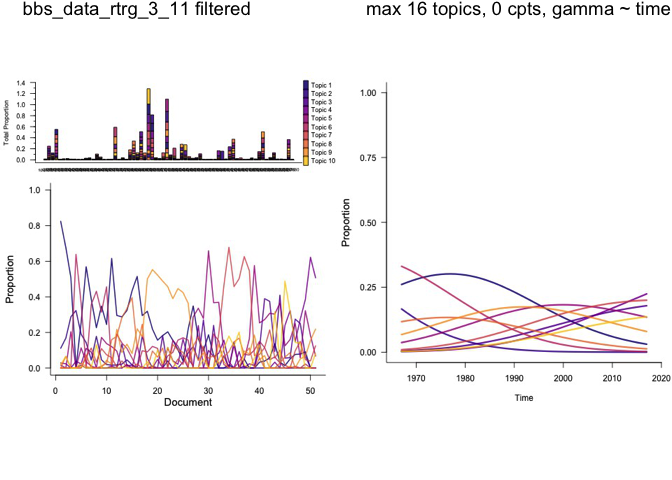 bbs_data_rtrg_3_11 filtered
max 16 topics, 0 cpts, gamma ~ time
Total Proportion
1.4
1.2
1.0
0.8
0.6
0.4
0.2
0.0
Topic 1
Topic 2
Topic 3
Topic 4
Topic 5
Topic 6
Topic 7
Topic 8
Topic 9
Topic 10
Proportion
1.0
0.8
0.6
0.4
0.2
0.0
0 10 20 30 40 50
Document
Proportion
1.00
0.75
0.50
0.25
0.00
1970 1980 1990 2000 2010 2020
Time